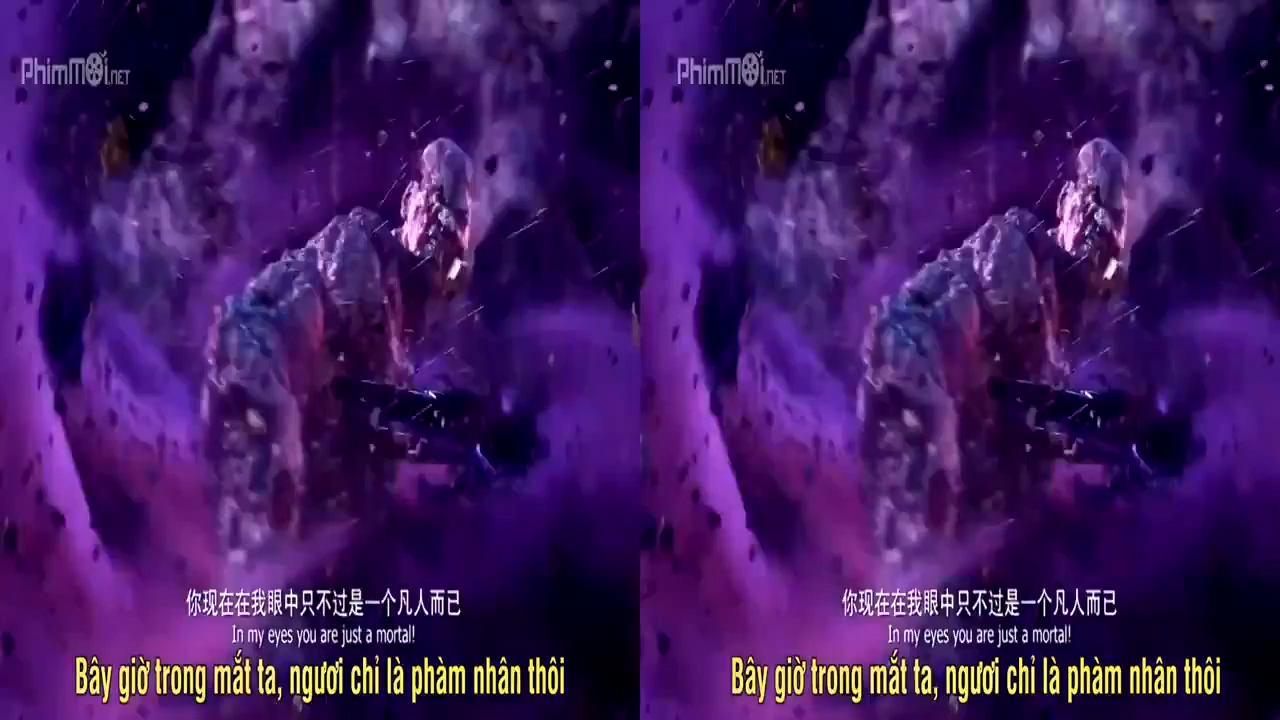 PhimMỡi.NET PhimMỡi.NET
你现在在我眼中只不过是一个凡人而已 你现在在我眼中只不过是一个凡人而已
In my eyes you are just a mortal! In my eyes you are just a mortal!
Bây giờ trong mắt ta, ngươi chỉ là phàm nhân thôi Bây giờ trong mắt ta, ngươi chỉ là phàm nhân thôi